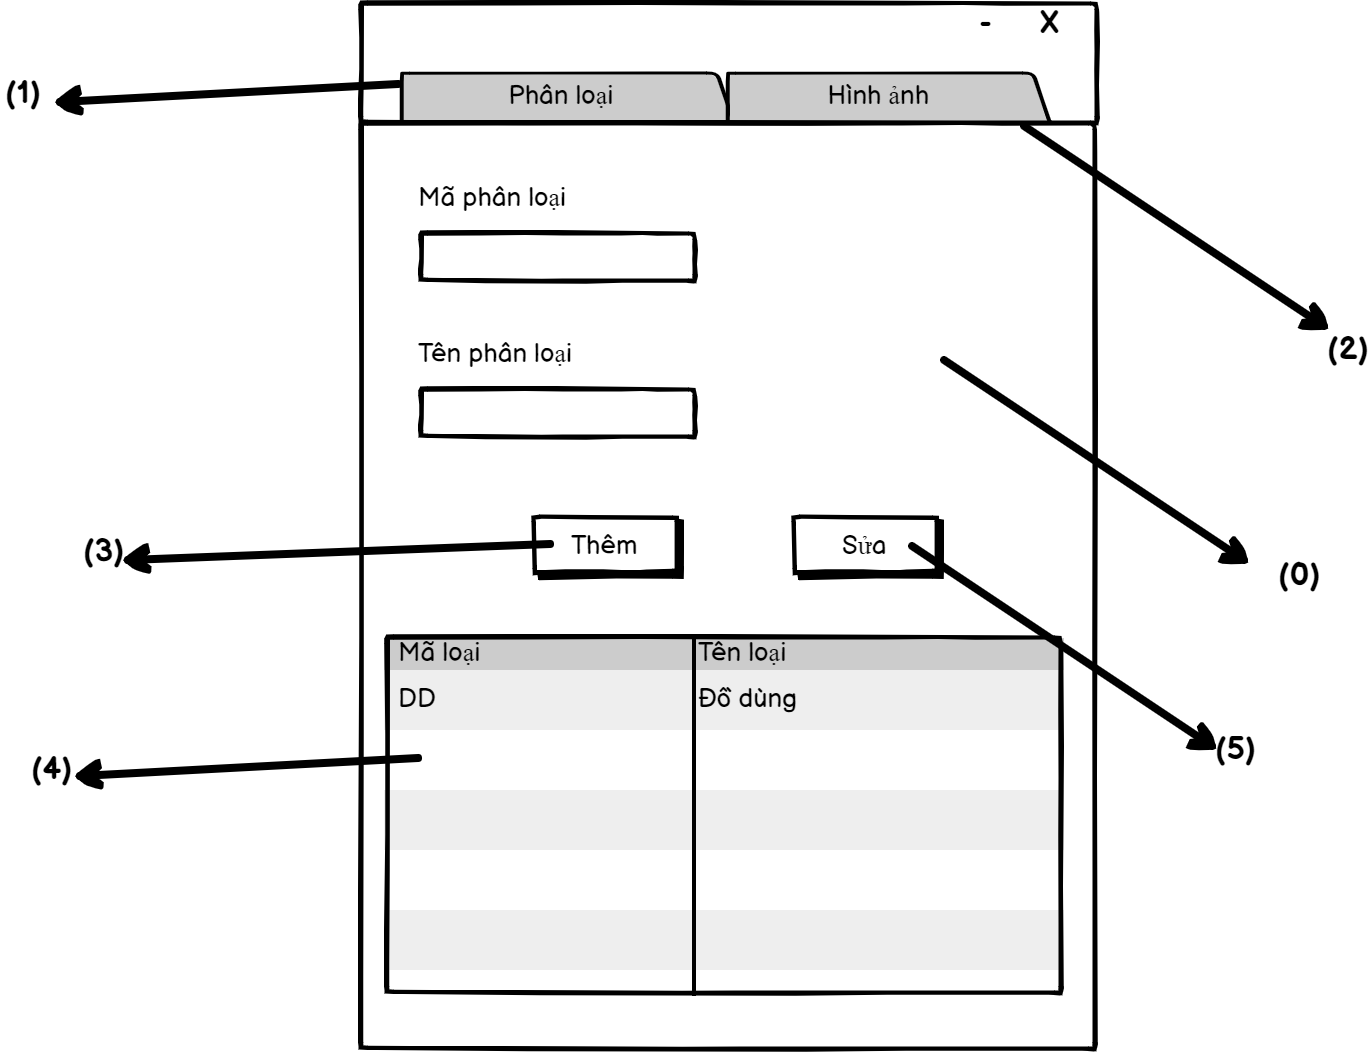 - X
(1)
Phân loại Hình ảnh
Mã phân loại
(2)
Tên phân loại
(3)
Thêm Sửa
(0)
Mã loại Tên loại
DD Đồ dùng
(4)
(5)